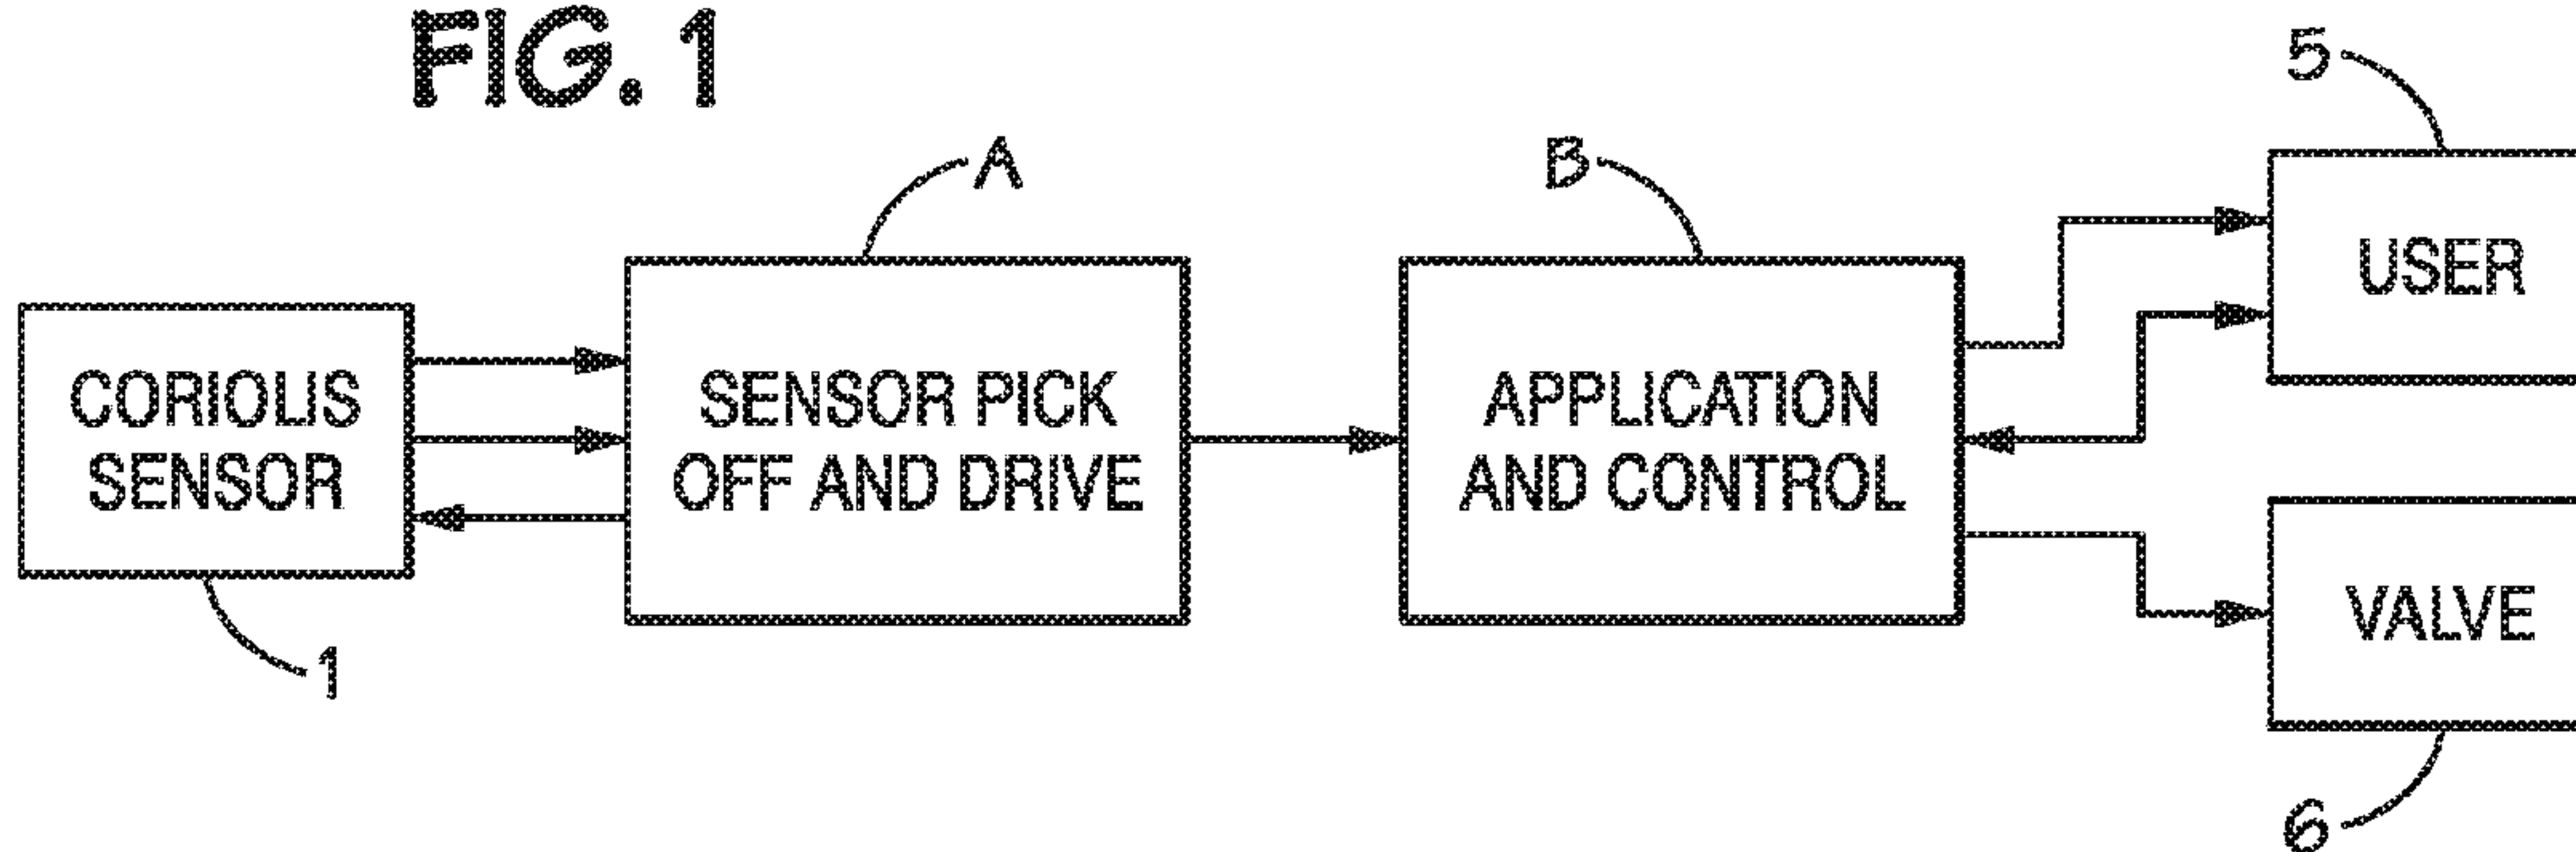 FIG. 1
A
B
5
CORIOLIS
SENSOR
SENSOR PICK
OFF AND DRIVE
APPLICATION
AND CONTROL
USER
VALVE
1
6